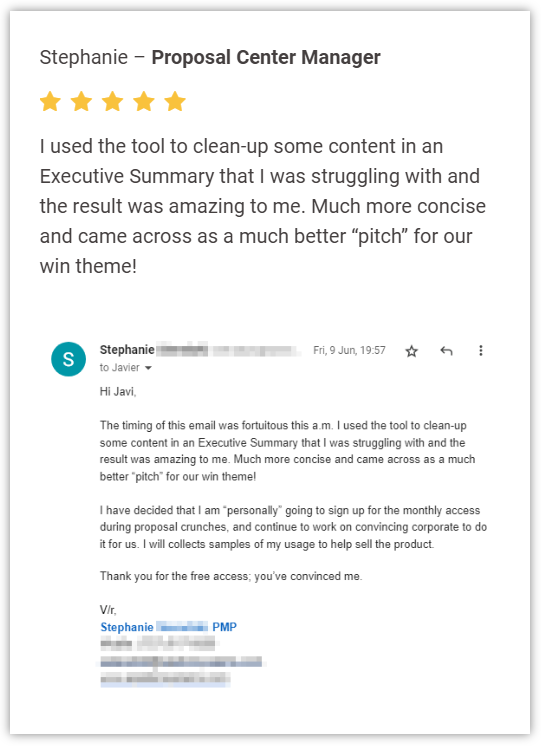 Stephanie – Proposal Center Manager
I used the tool to clean-up some content in an
Executive Summary that I was struggling with and
the result was amazing to me. Much more concise
and came across as a much better “pitch” for our
win theme!
S
Stephanie
Fri, 9 Jun, 19:57
to Javier
Hi Javi,
The timing of this email was fortuitous this a.m. I used the tool to clean-up
some content in an Executive Summary that I was struggling with and the
result was amazing to me. Much more concise and came across as a much
better “pitch” for our win theme!
I have decided that I am “personally” going to sign up for the monthly access
during proposal crunches, and continue to work on convincing corporate to do
it for us. I will collects samples of my usage to help sell the product.
Thank you for the free access; you’ve convinced me.
V/r,
Stephanie PMP